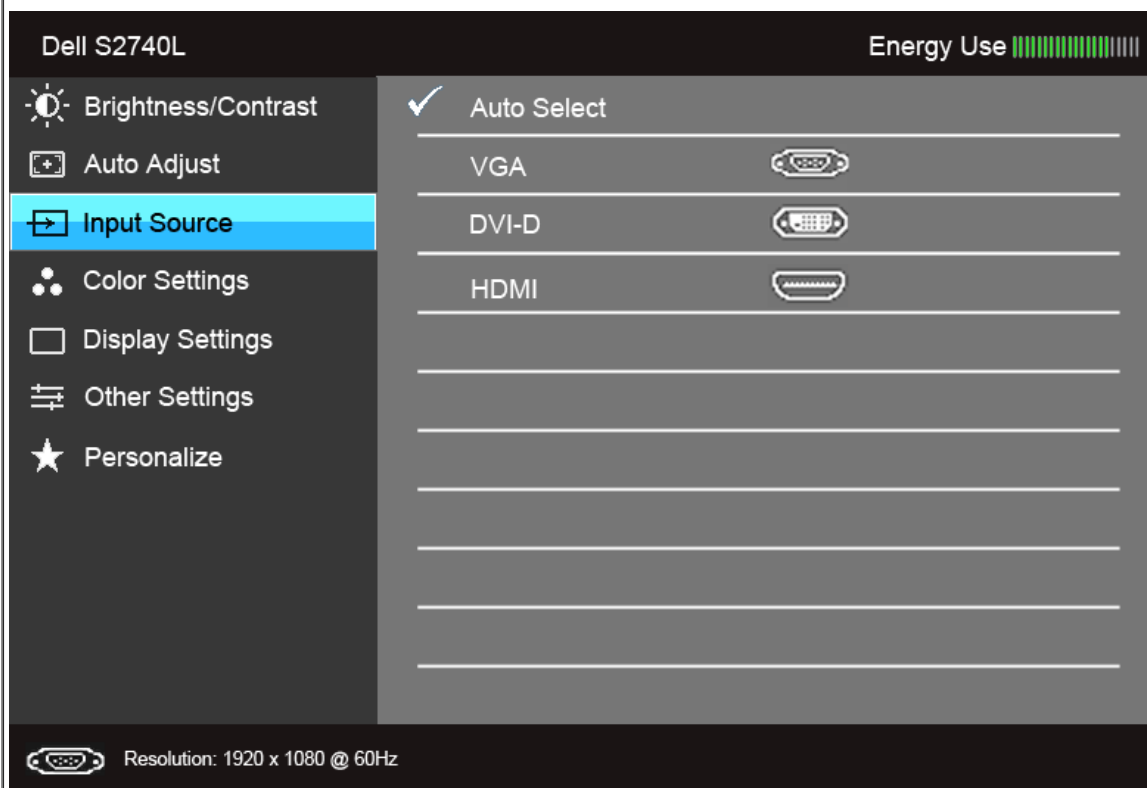 Dell S2740L Energy Use
Brightness/Contrast
Auto Adjust
Input Source
Color Settings
Display Settings
Other Settings
Personalize
Auto Select
VGA
DVI-D
HDMI
Resolution: 1920 x 1080 @ 60Hz